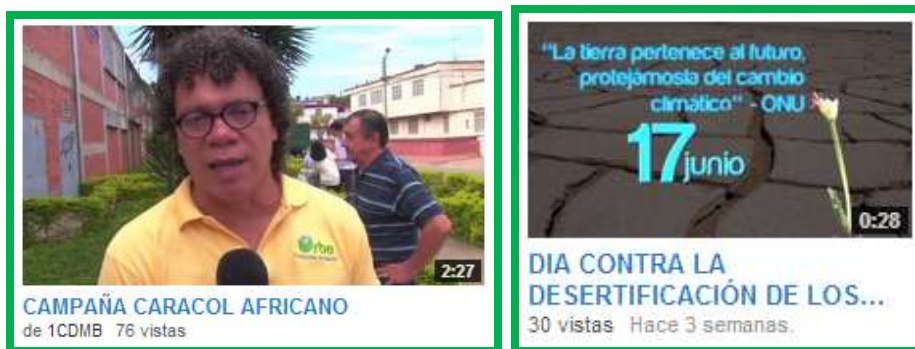 Orbe
2:27
CAMPAÑA CARACOL AFRICANO
de 1CDMB 76 vistas
"La tierra pertenece al futuro,
protejámosla del cambio
climático" - ONU
17 junio
0:28
DIA CONTRA LA
DESERTIFICACIÓN DE LOS...
30 vistas Hace 3 semanas.